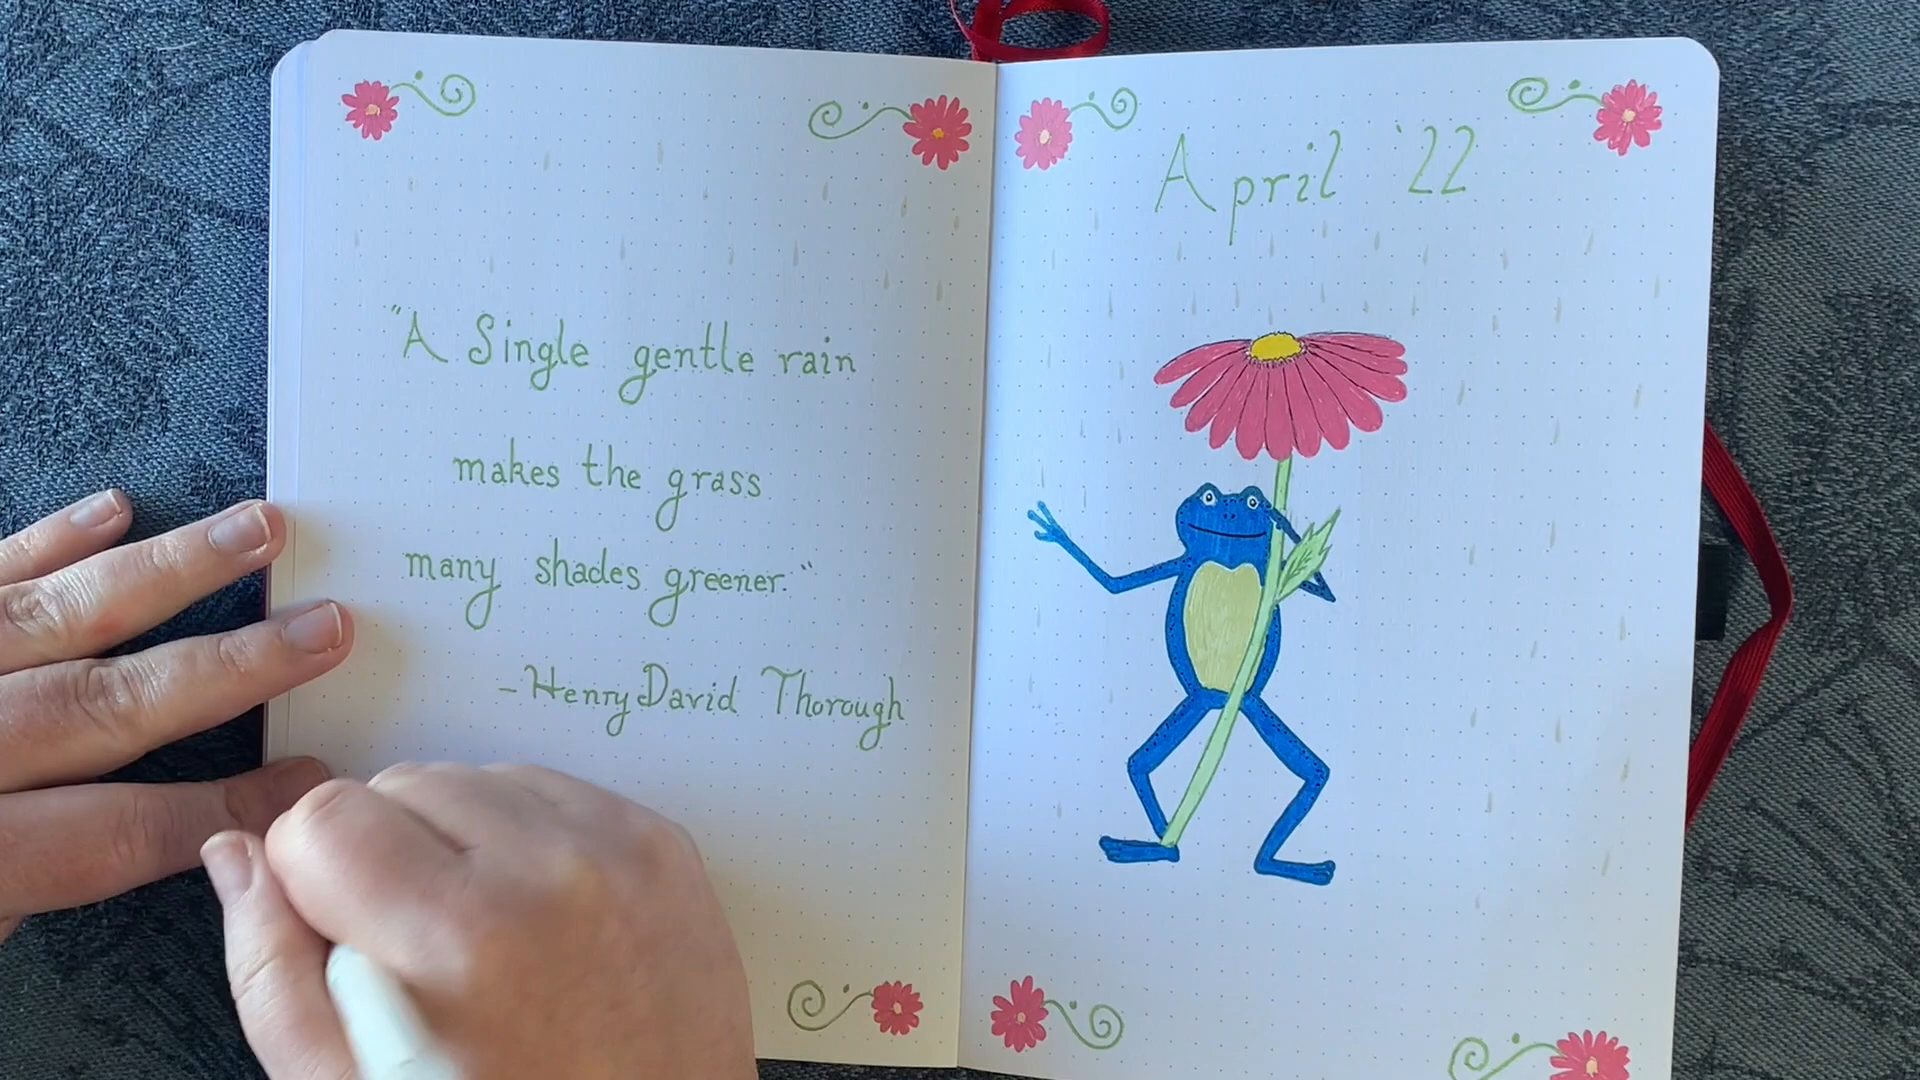 "A Single gentle rain
makes the grass
many shades greener."
- Henry David Thorough
April '22